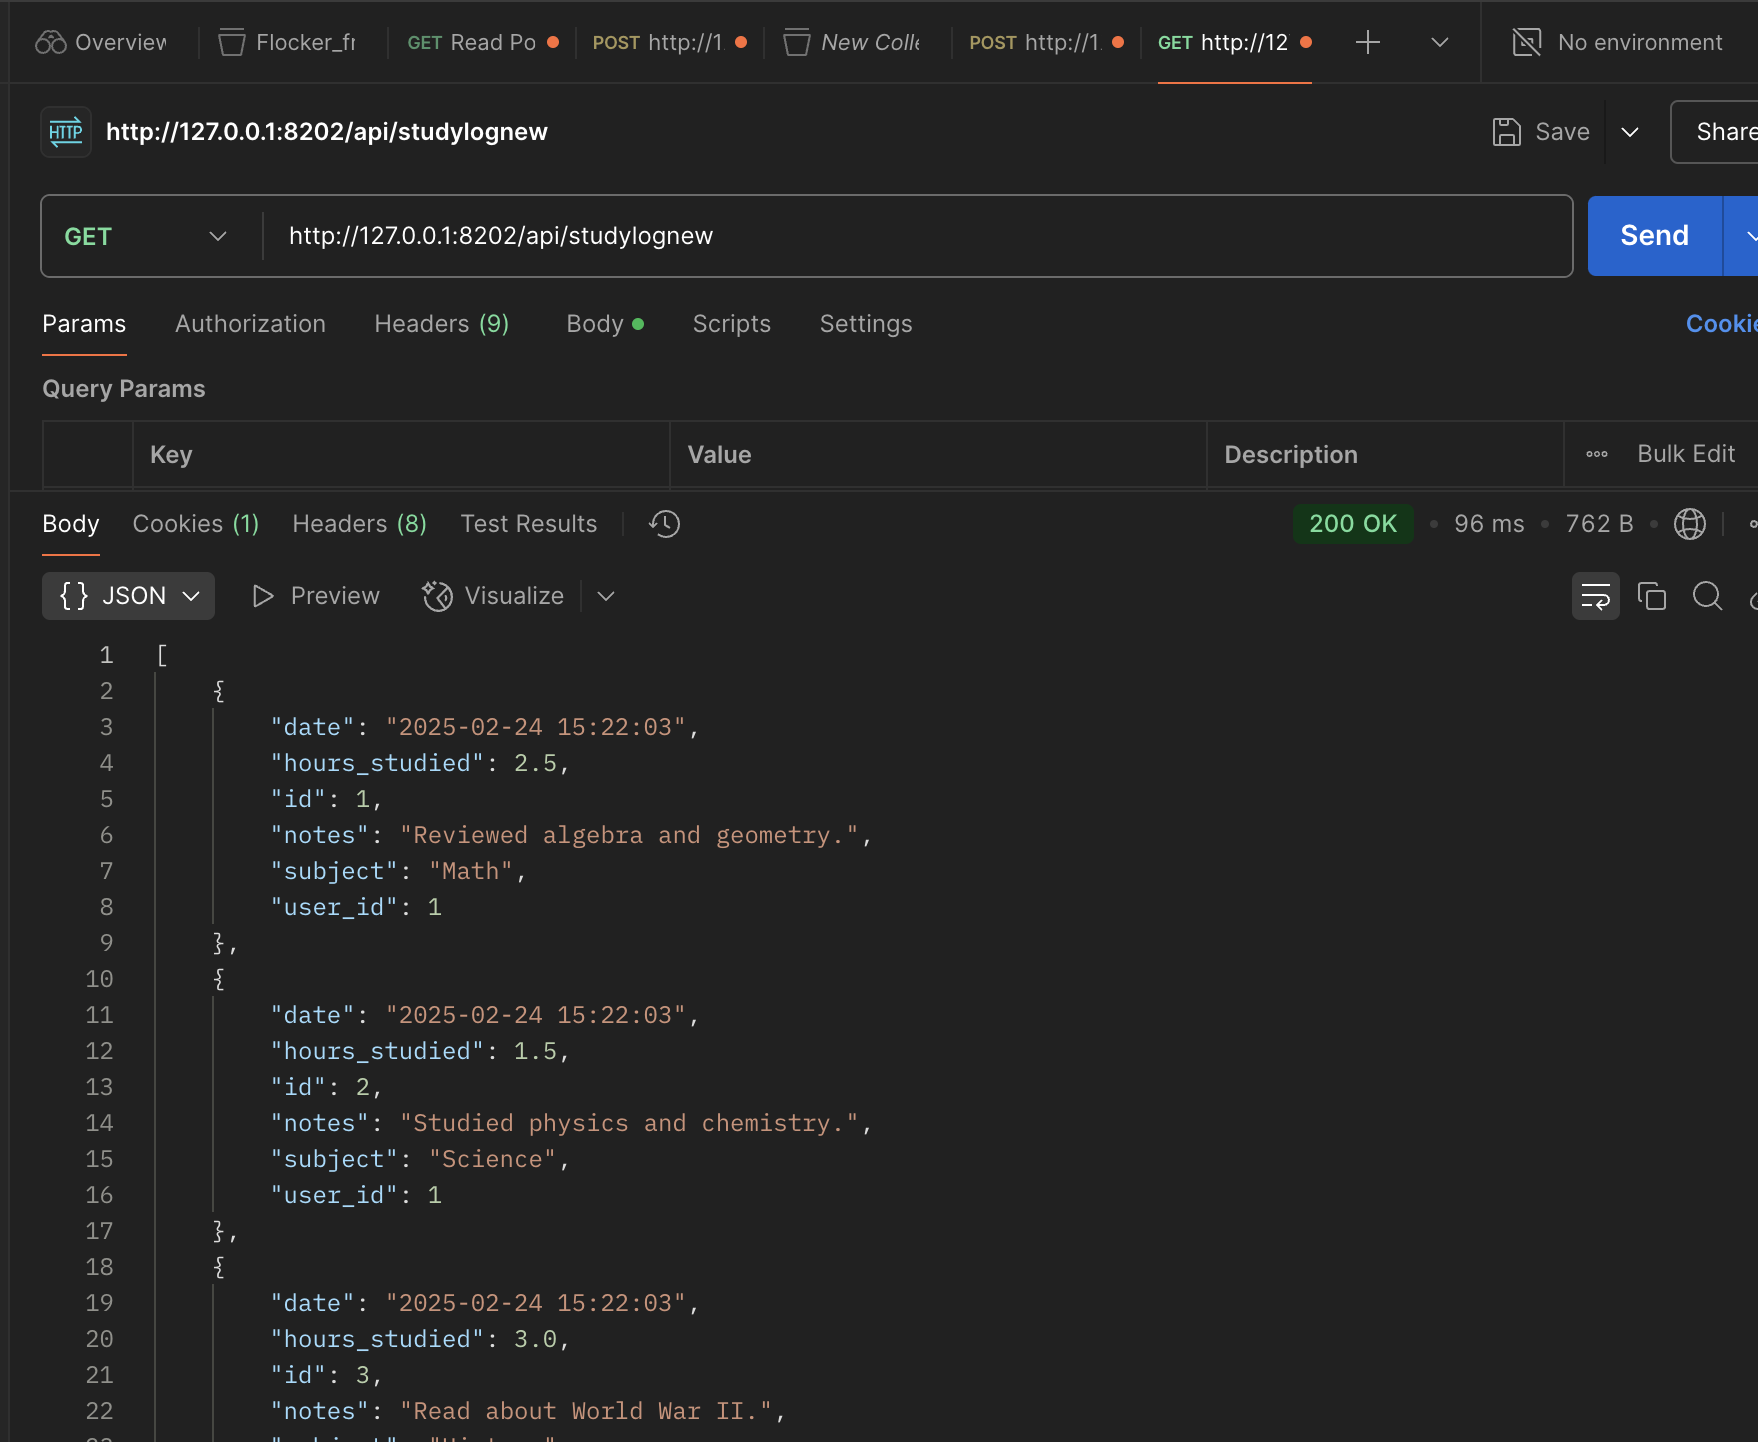 Overview Flocker_fr GET Read Po POST http://1. New Colle POST http://1. GET http://12 No environment
HTTP http://127.0.0.1:8202/api/studylognew Save Share
GET http://127.0.0.1:8202/api/studylognew Send
Params Authorization Headers (9) Body Scripts Settings Cookie
Query Params
Key Value Description Bulk Edit
Body Cookies (1) Headers (8) Test Results 200 OK • 96 ms • 762 B •
{} JSON Preview Visualize
1 [
2 {
3 "date": "2025-02-24 15:22:03",
4 "hours_studied": 2.5,
5 "id": 1,
6 "notes": "Reviewed algebra and geometry.",
7 "subject": "Math",
8 "user_id": 1
9 },
10 {
11 "date": "2025-02-24 15:22:03",
12 "hours_studied": 1.5,
13 "id": 2,
14 "notes": "Studied physics and chemistry.",
15 "subject": "Science",
16 "user_id": 1
17 },
18 {
19 "date": "2025-02-24 15:22:03",
20 "hours_studied": 3.0,
21 "id": 3,
22 "notes": "Read about World War II.",